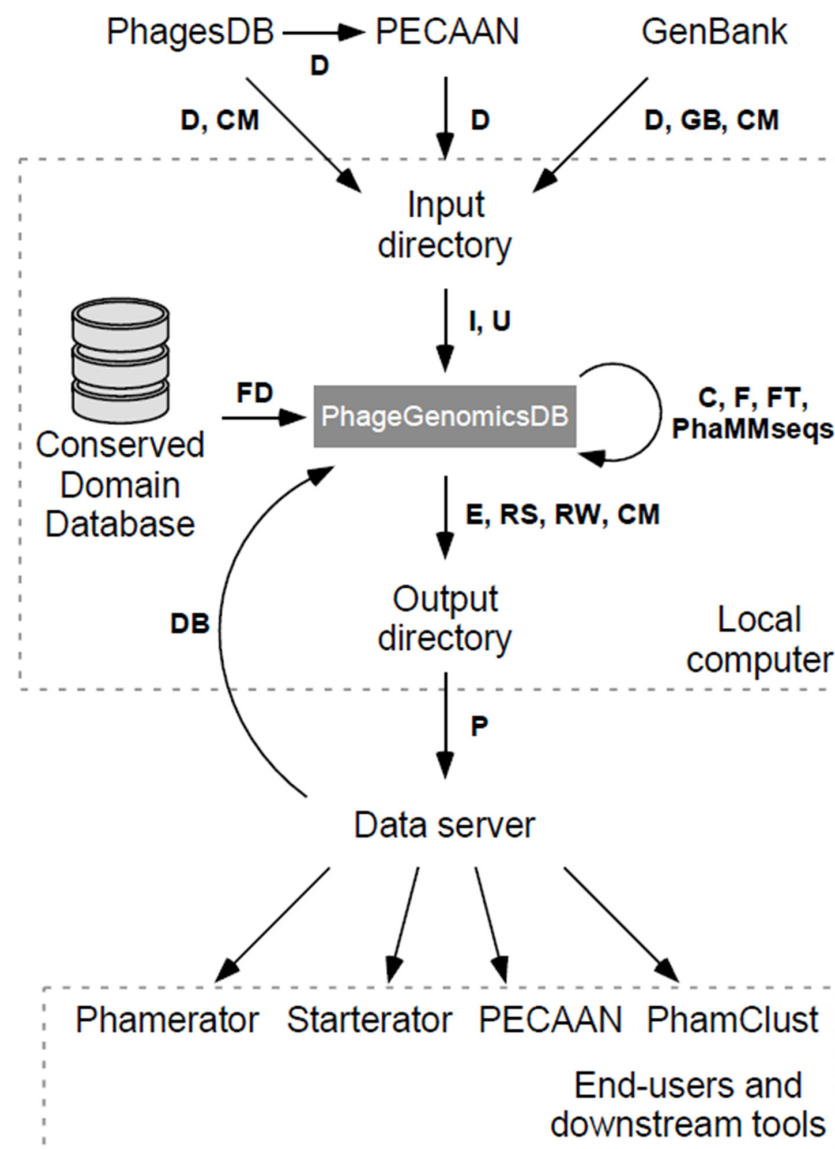 PhagesDB PECAAN GenBank
D
D, CM D D, GB, CM
Input
directory
I, U
FD PhageGenomicsDB C, F, FT,
PhaMMseqs
Conserved
Domain
Database
E, RS, RW, CM
DB
Output
directory
Local
computer
P
Data server
Phamerator Starterator PECAAN PhamClust
End-users and
downstream tools